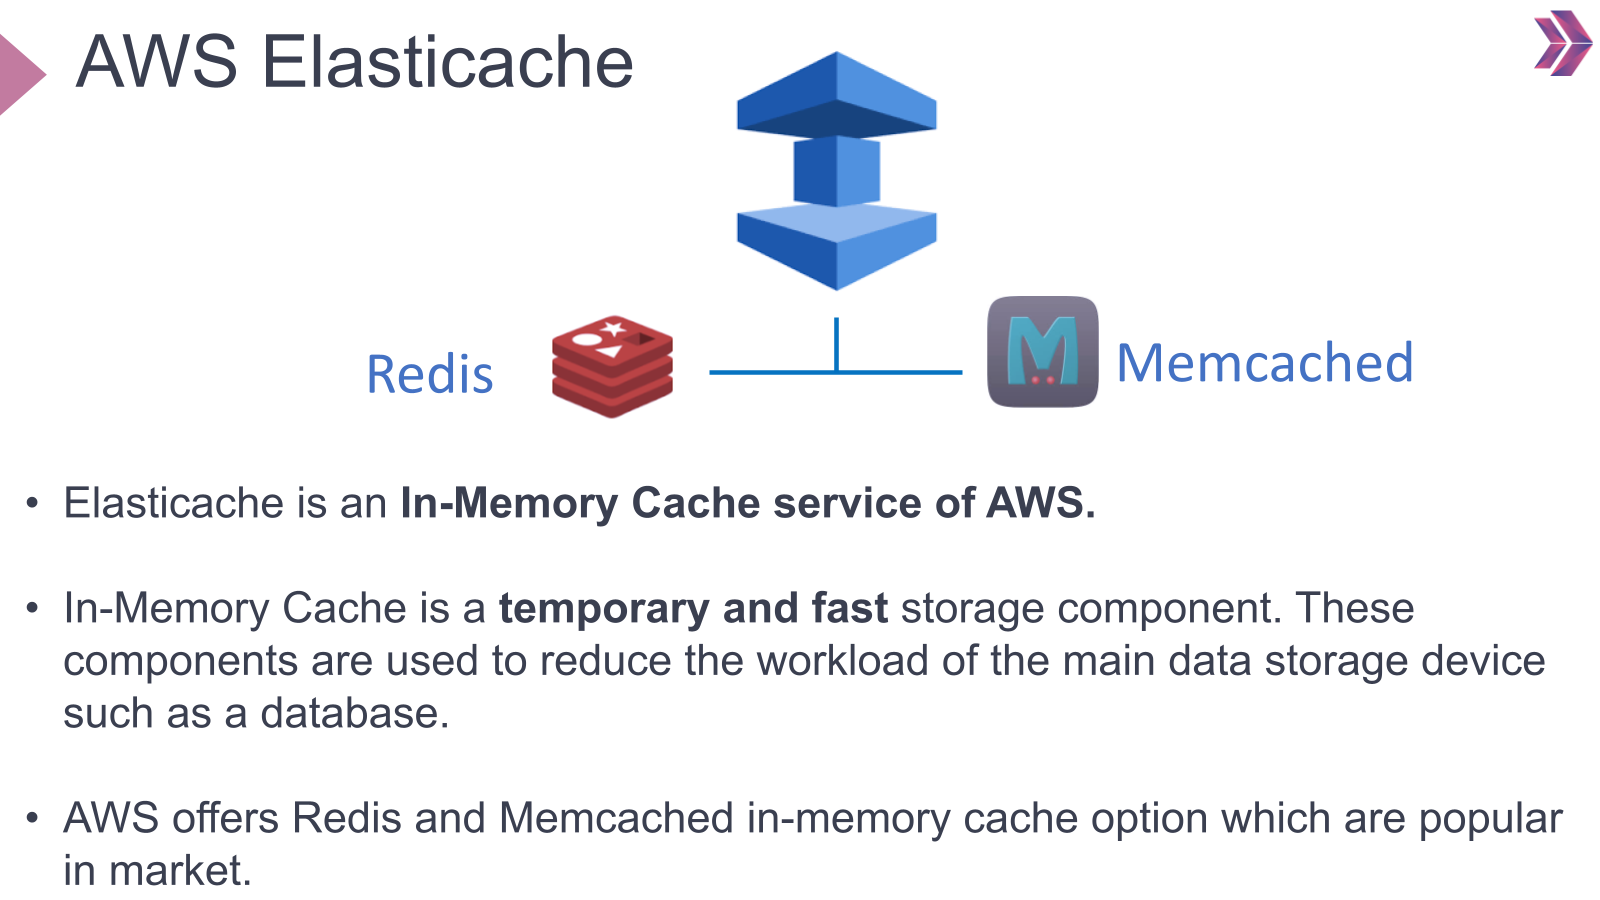 AWS Elasticache
Redis
Memcached
• Elasticache is an In-Memory Cache service of AWS.
• In-Memory Cache is a temporary and fast storage component. These
components are used to reduce the workload of the main data storage device
such as a database.
• AWS offers Redis and Memcached in-memory cache option which are popular
in market.